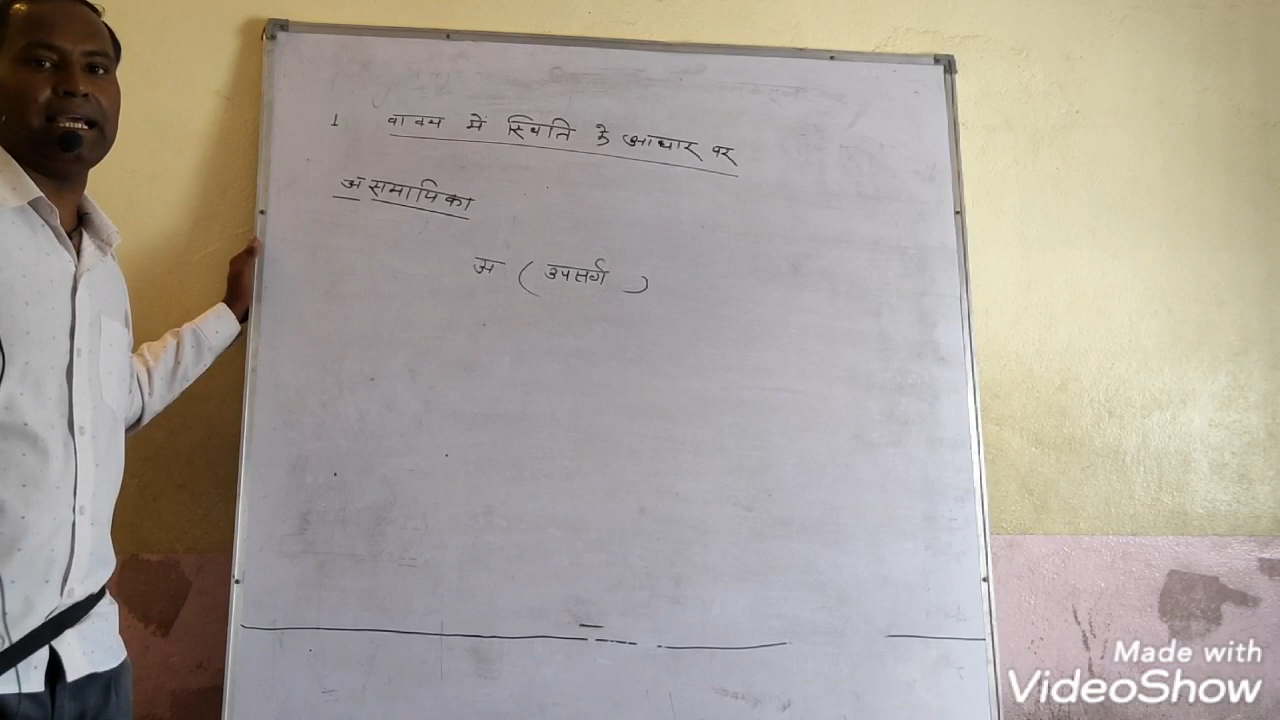 1 वाक्य में स्थिति के आधार पर
असमापिका
अ ( उपसर्ग )
Made with
VideoShow